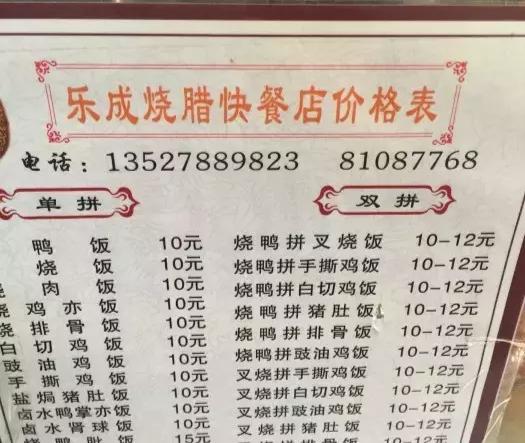 乐成烧腊快餐店价格表
电话：13527889823 81087768
单拼
鸭 饭 10元
烧 饭 10元
肉 饭 10元
鸡亦饭 10元
烧排骨饭 10元
白切鸡饭 10元
豉油鸡饭 10元
手撕鸡饭 10元
盐焗猪肚饭 10元
卤水鸭掌亦饭 10元
卤水肾球饭 10元
鸭肶饭 15元
双拼
烧鸭拼叉烧饭 10-12元
烧鸭拼手撕鸡饭 10-12元
烧鸭拼白切鸡饭 10-12元
烧鸭拼猪肚饭 10-12元
烧鸭拼排骨饭 10-12元
烧鸭拼豉油鸡饭 10-12元
叉烧拼手撕鸡饭 10-12元
叉烧拼白切鸡饭 10-12元
叉烧拼豉油鸡饭 10-12元
叉烧拼猪肚饭 10-12元